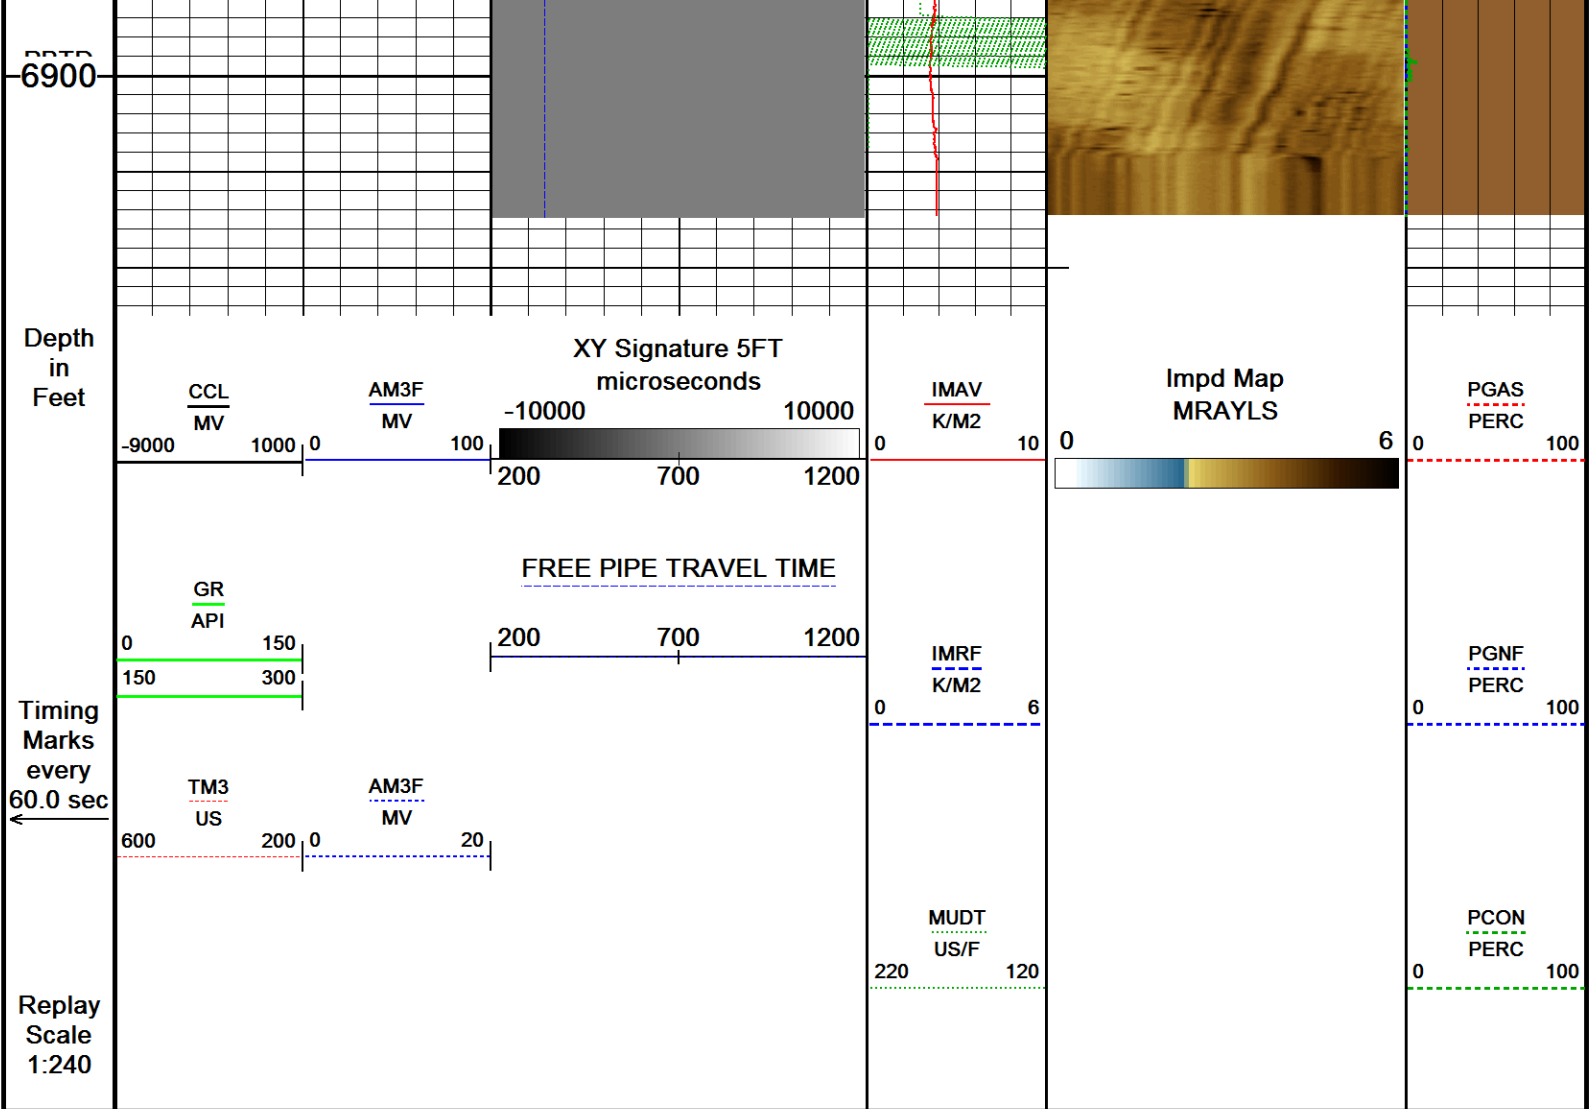 6900
Depth
in
Feet
CCL
MV
-9000 1000
AM3F
MV
0 100
XY Signature 5FT
microseconds
-10000 10000
200 700 1200
IMAV
K/M2
0 10
Impd Map
MRAYLS
0 6
PGAS
PERC
0 100
FREE PIPE TRAVEL TIME
200 700 1200
GR
API
0 150
150 300
IMRF
K/M2
0 6
PGNF
PERC
0 100
Timing
Marks
every
60.0 sec
TM3
US
600 200
AM3F
MV
0 20
MUDT
US/F
220 120
PCON
PERC
0 100
Replay
Scale
1:240